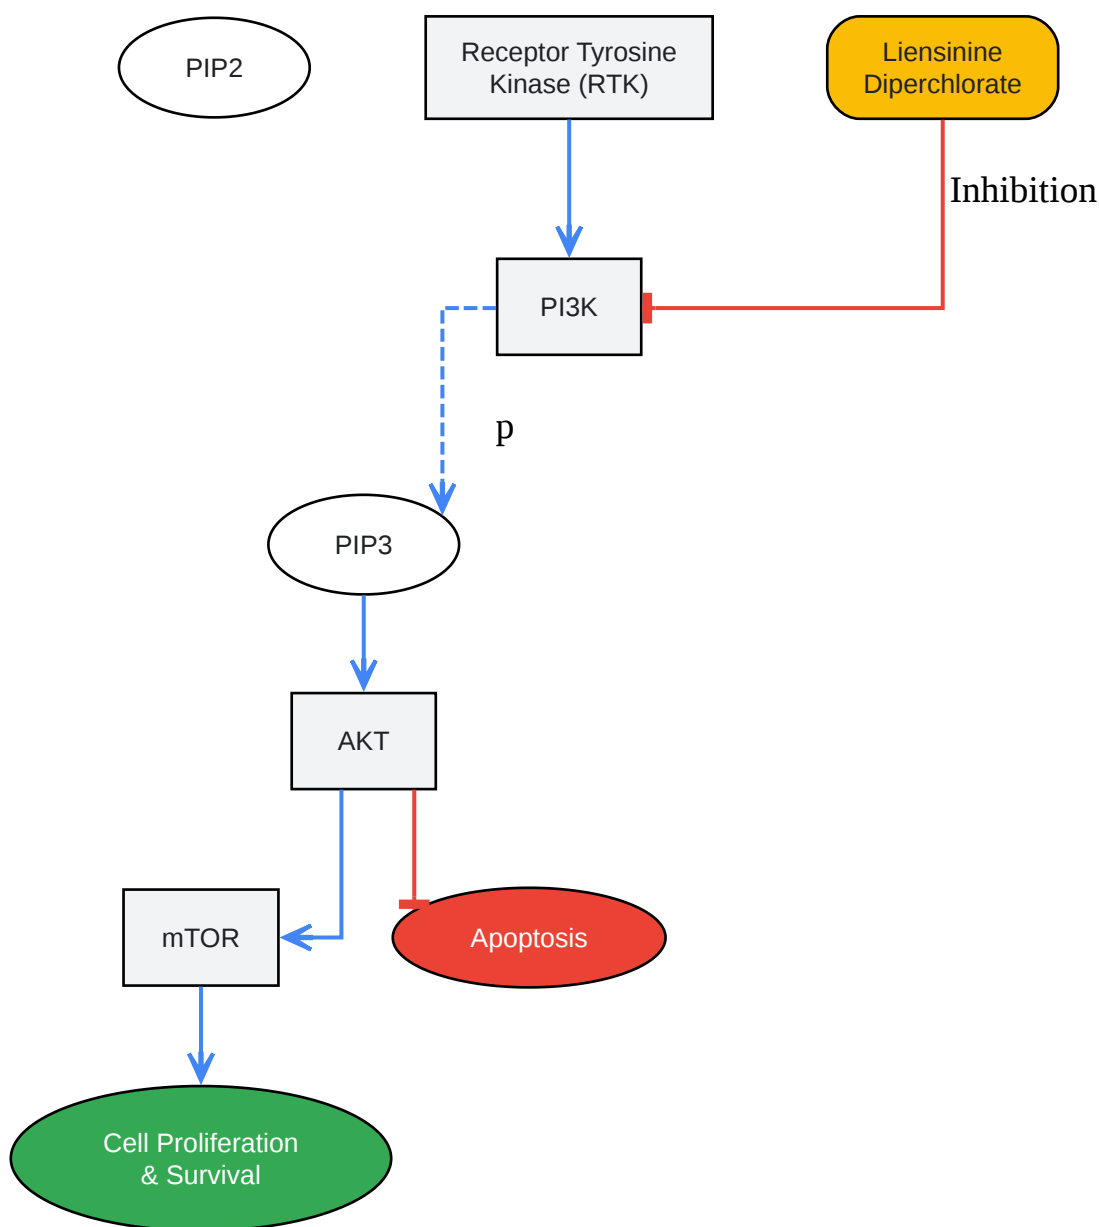 PIP2
Receptor Tyrosine
Kinase (RTK)
Liensinine
Diperchlorate
Inhibition
PI3K
p
PIP3
AKT
mTOR
Apoptosis
Cell Proliferation
& Survival